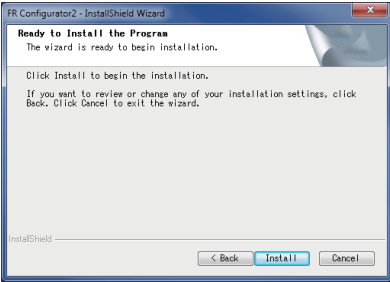 FR Configurator2 - InstallShield Wizard
Ready to Install the Program
The wizard is ready to begin installation.
Click Install to begin the installation.
If you want to review or change any of your installation settings, click
Back. Click Cancel to exit the wizard.
InstallShield
< Back Install Cancel